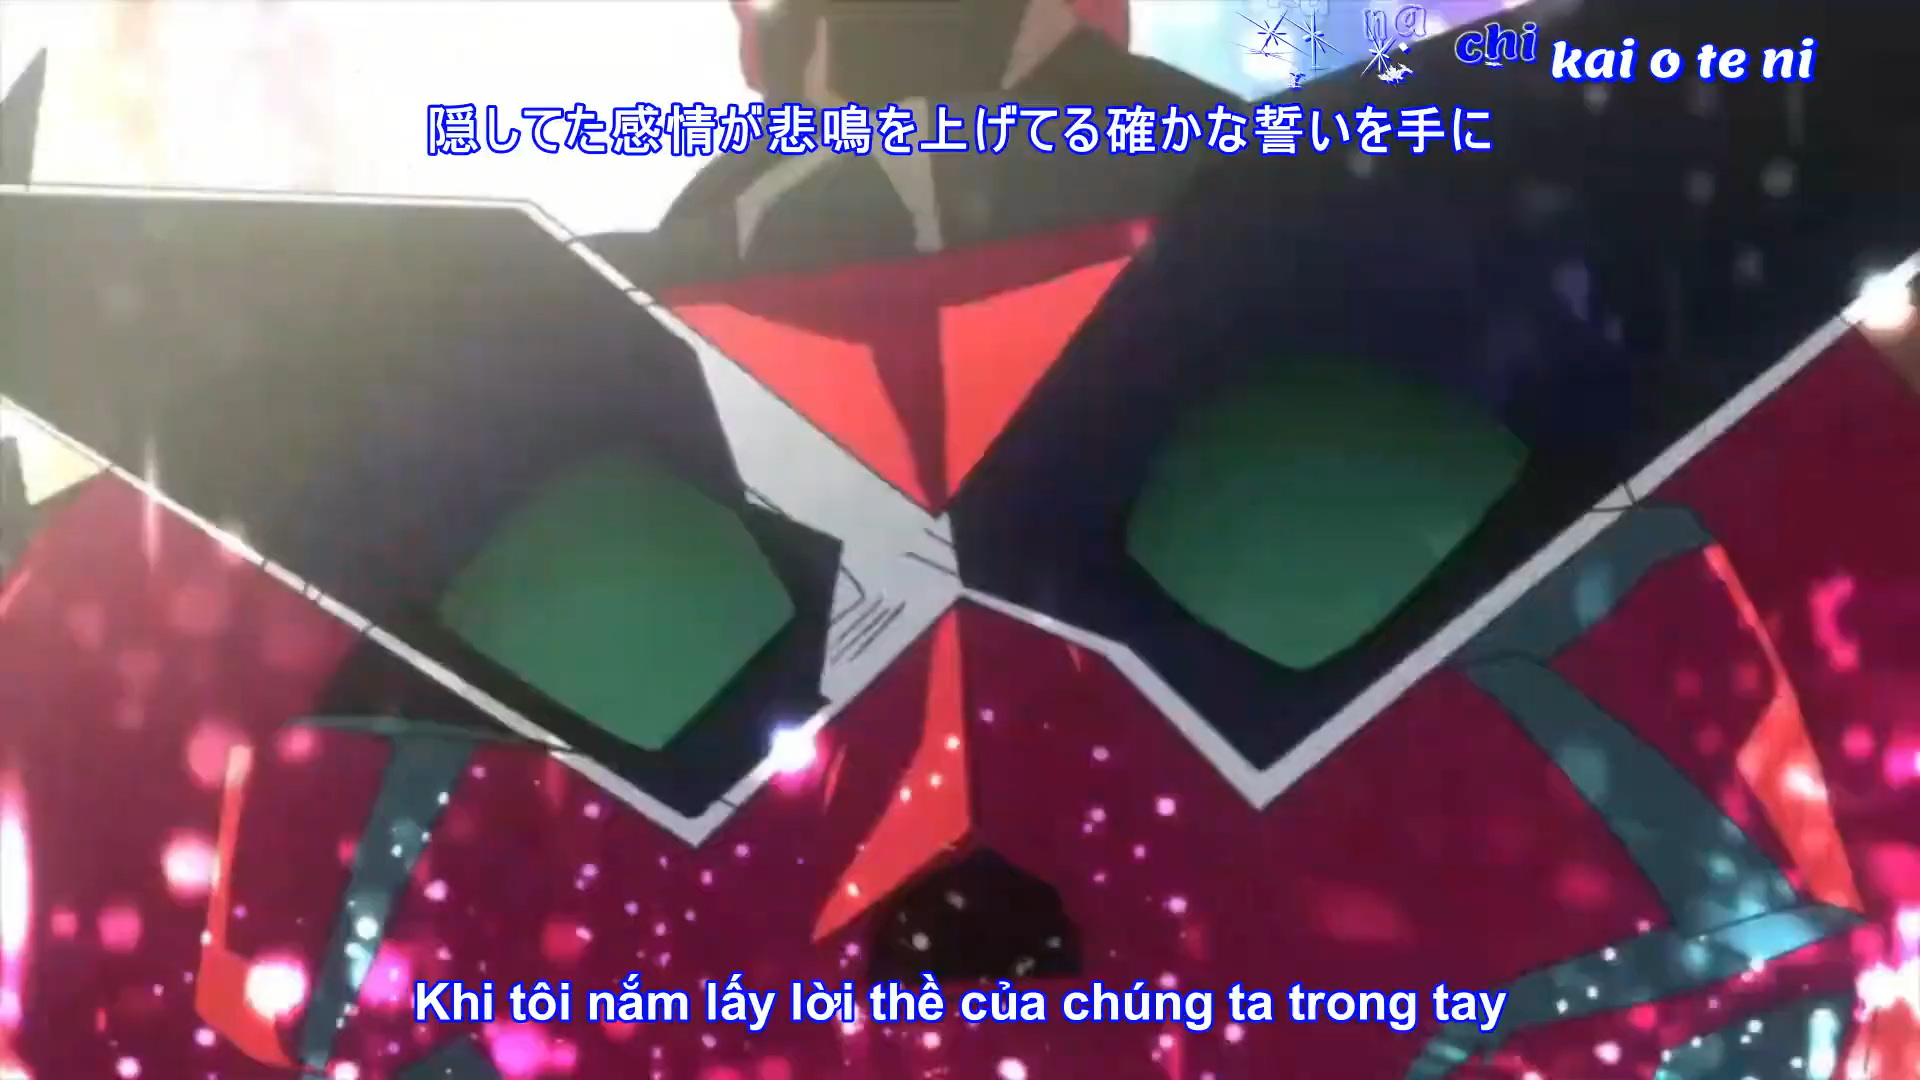 na chi kai o te ni
隠してた感情が悲鳴を上げてる確かな誓いを手に
Khi tôi nắm lấy lời thề của chúng ta trong tay